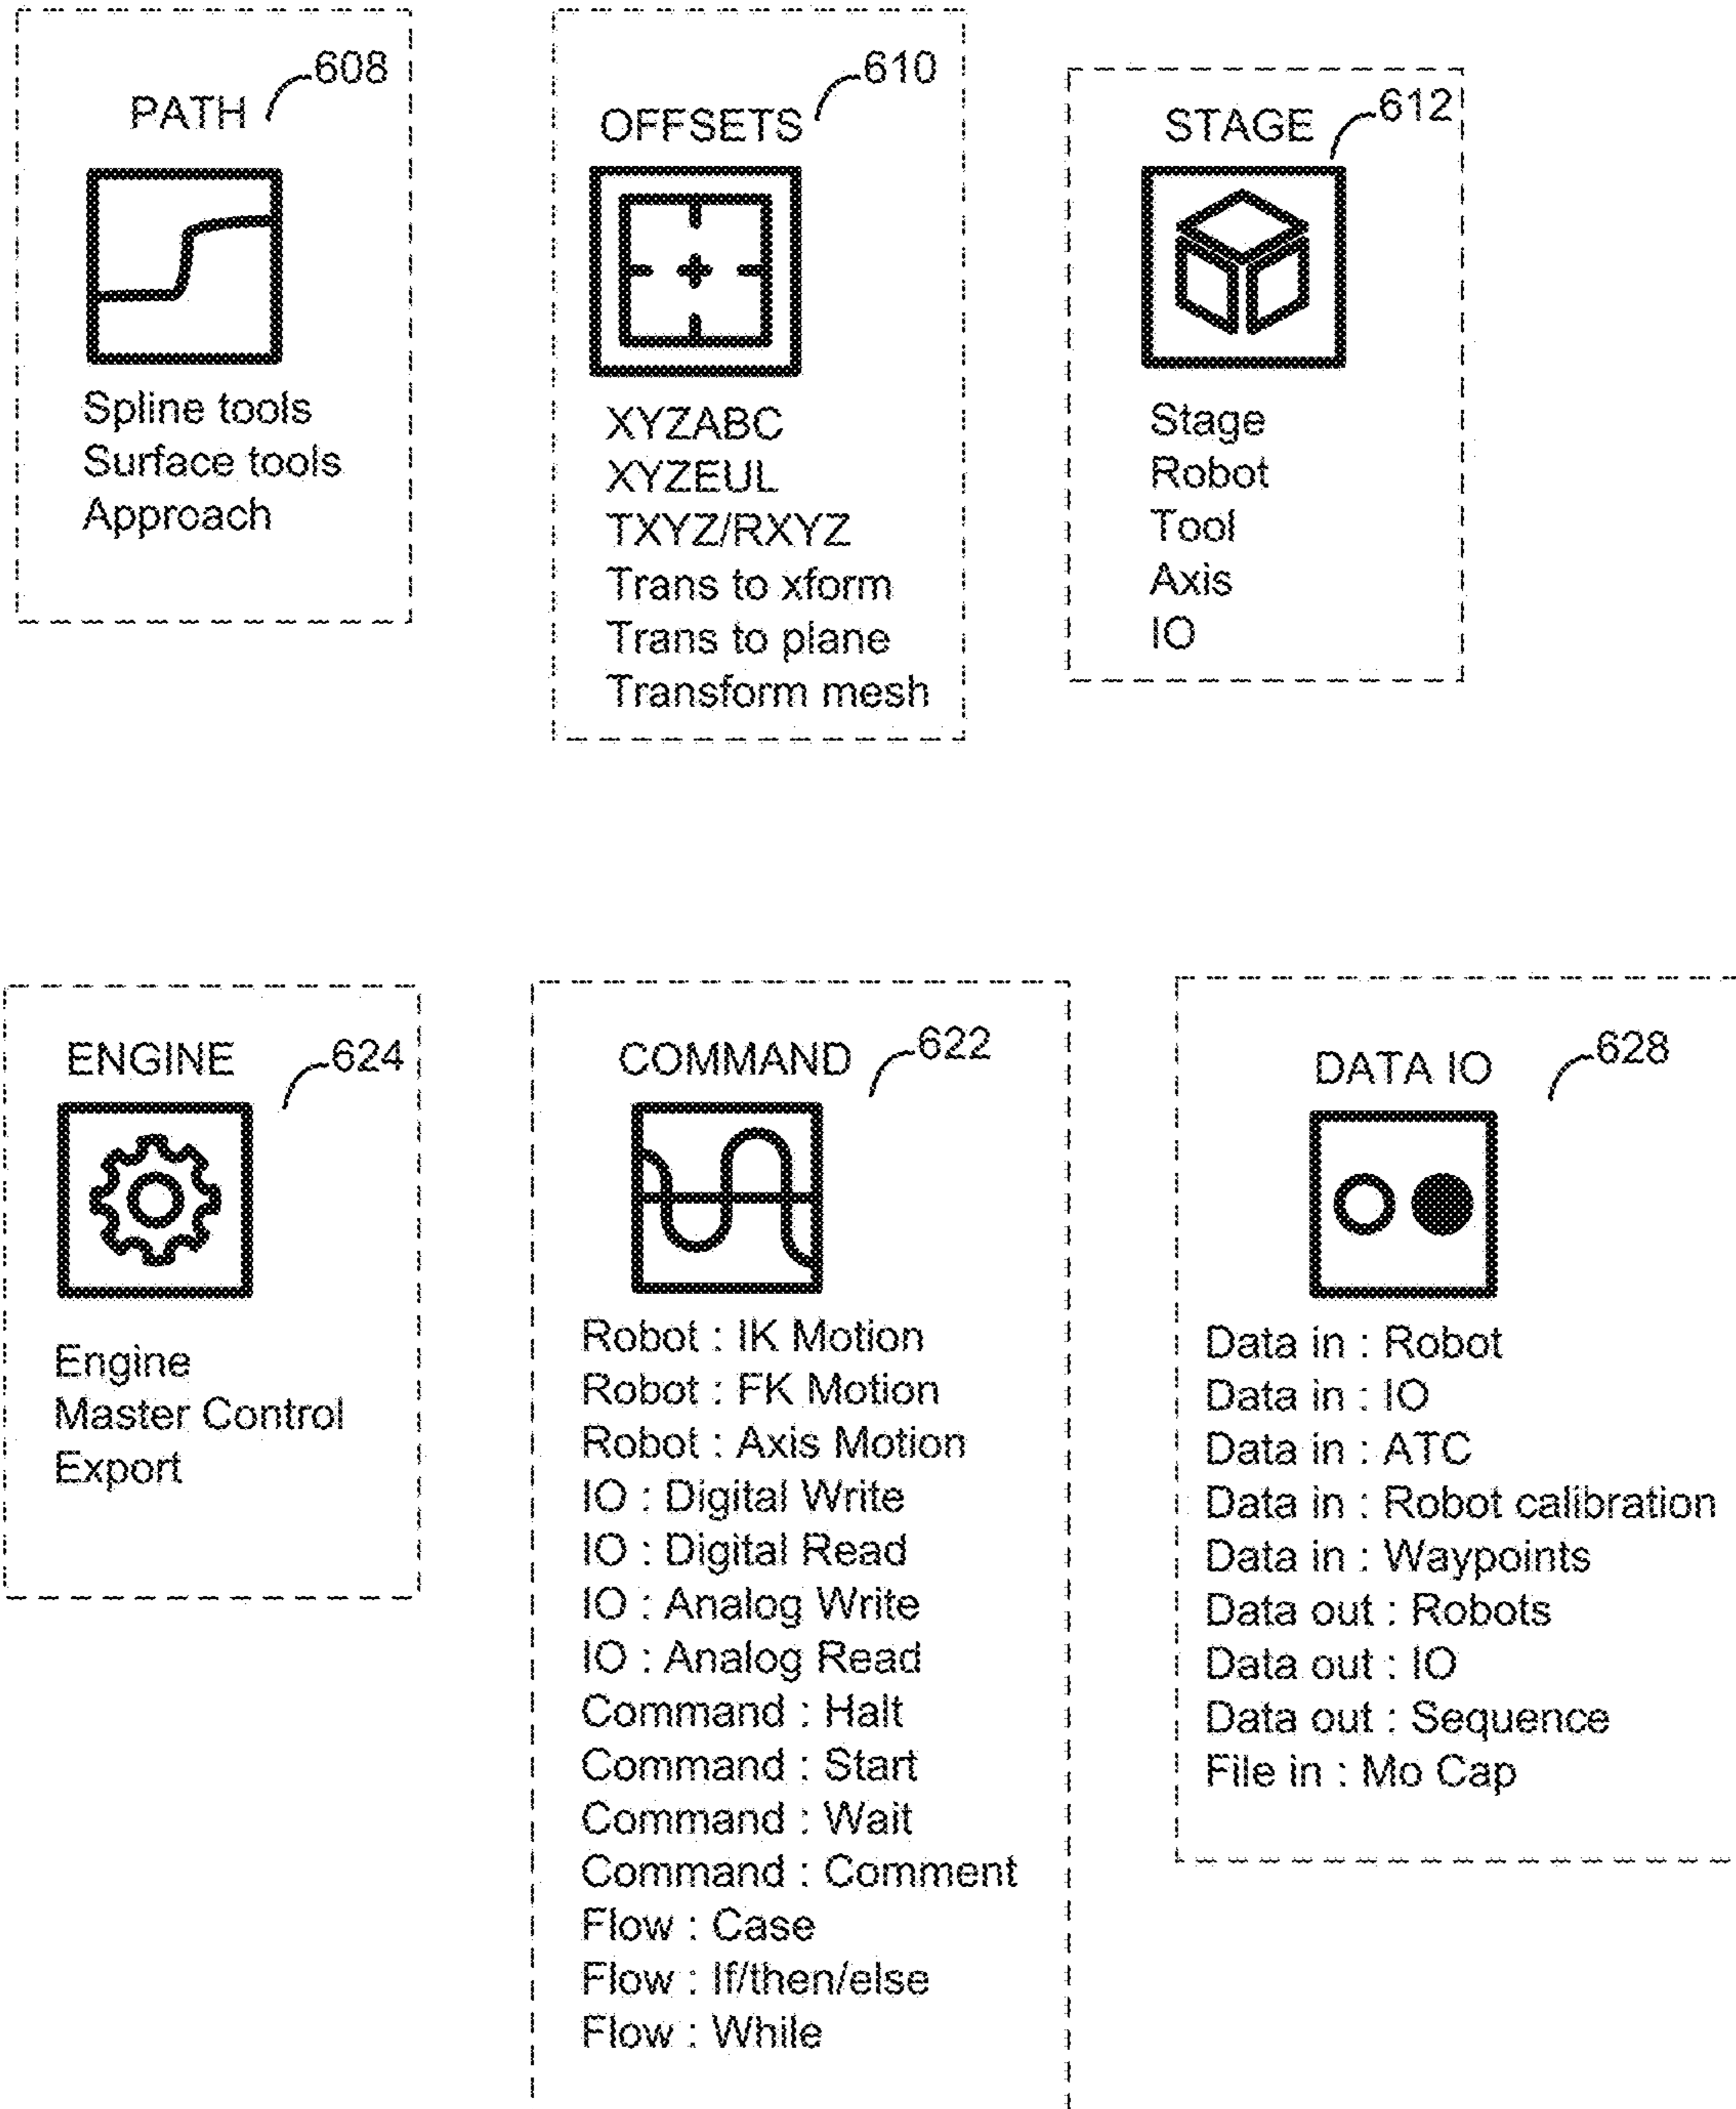 608
PATH
Spline tools
Surface tools
Approach
610
OFFSETS
XYZABC
XYZEUL
TXYZ/RXYZ
Trans to xform
Trans to plane
Transform mesh
612
STAGE
Stage
Robot
Tool
Axis
IO
624
ENGINE
Engine
Master Control
Export
622
COMMAND
Robot : IK Motion
Robot : FK Motion
Robot : Axis Motion
IO : Digital Write
IO : Digital Read
IO : Analog Write
IO : Analog Read
Command : Halt
Command : Start
Command : Wait
Command : Comment
Flow : Case
Flow : If/then/else
Flow : While
628
DATA IO
Data in : Robot
Data in : IO
Data in : ATC
Data in : Robot calibration
Data in : Waypoints
Data out : Robots
Data out : IO
Data out : Sequence
File in : Mo Cap